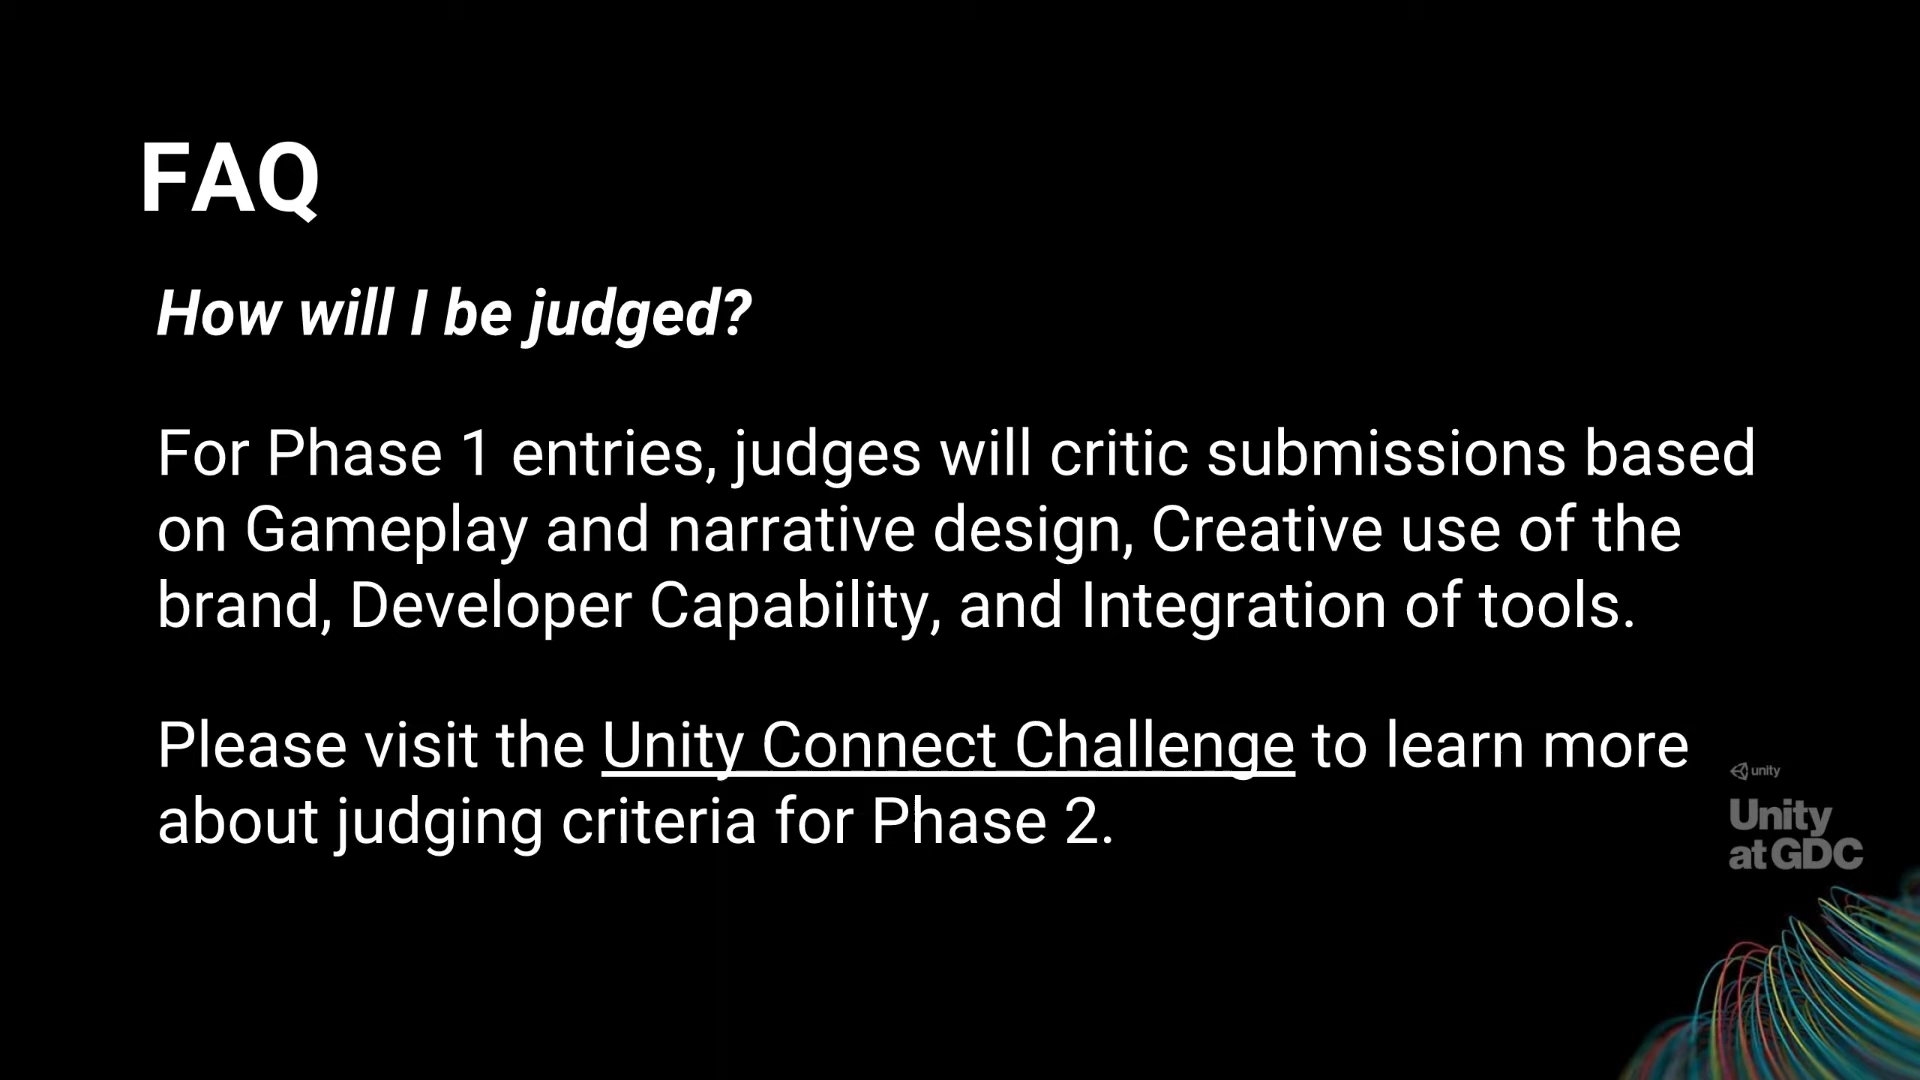 FAQ
How will I be judged?
For Phase 1 entries, judges will critic submissions based
on Gameplay and narrative design, Creative use of the
brand, Developer Capability, and Integration of tools.
Please visit the Unity Connect Challenge to learn more
about judging criteria for Phase 2.
unity
Unity
at GDC